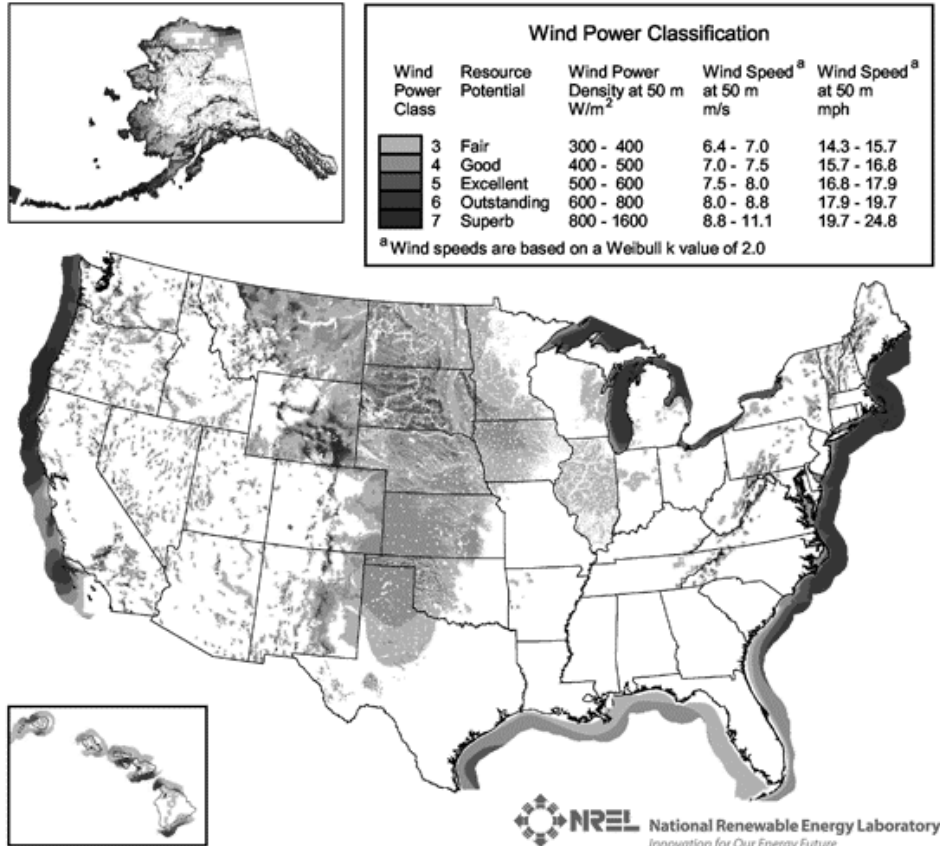 Wind Power Classification
Wind Power Class Resource Potential Wind Power Density at 50 m W/m2 Wind Speed a at 50 m m/s Wind Speed a at 50 m mph
3 Fair 300 - 400 6.4 - 7.0 14.3 - 15.7
4 Good 400 - 500 7.0 - 7.5 15.7 - 16.8
5 Excellent 500 - 600 7.5 - 8.0 16.8 - 17.9
6 Outstanding 600 - 800 8.0 - 8.8 17.9 - 19.7
7 Superb 800 - 1600 8.8 - 11.1 19.7 - 24.8
a Wind speeds are based on a Weibull k value of 2.0
NREL National Renewable Energy Laboratory
Innovation for Our Energy Future